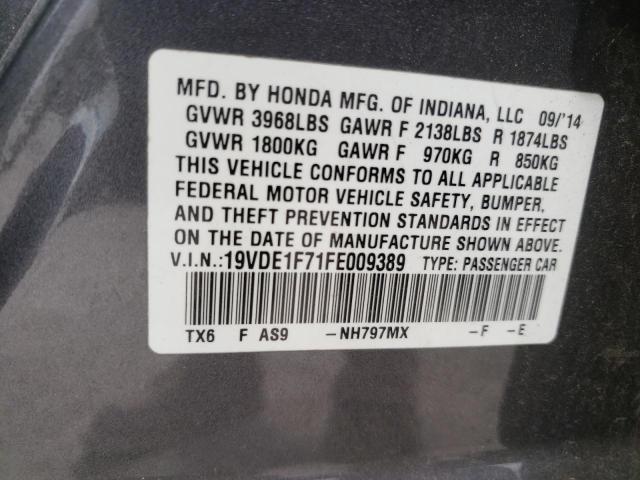 MFD. BY HONDA MFG. OF INDIANA, LLC 09/'14
GVWR 3968LBS GAWR F 2138LBS R 1874LBS
GVWR 1800KG GAWR F 970KG R 850KG
THIS VEHICLE CONFORMS TO ALL APPLICABLE
FEDERAL MOTOR VEHICLE SAFETY, BUMPER,
AND THEFT PREVENTION STANDARDS IN EFFECT
ON THE DATE OF MANUFACTURE SHOWN ABOVE.
V.I.N.:19VDE1F71FE009389 TYPE: PASSENGER CAR
TX6 F AS9 -NH797MX -F -E